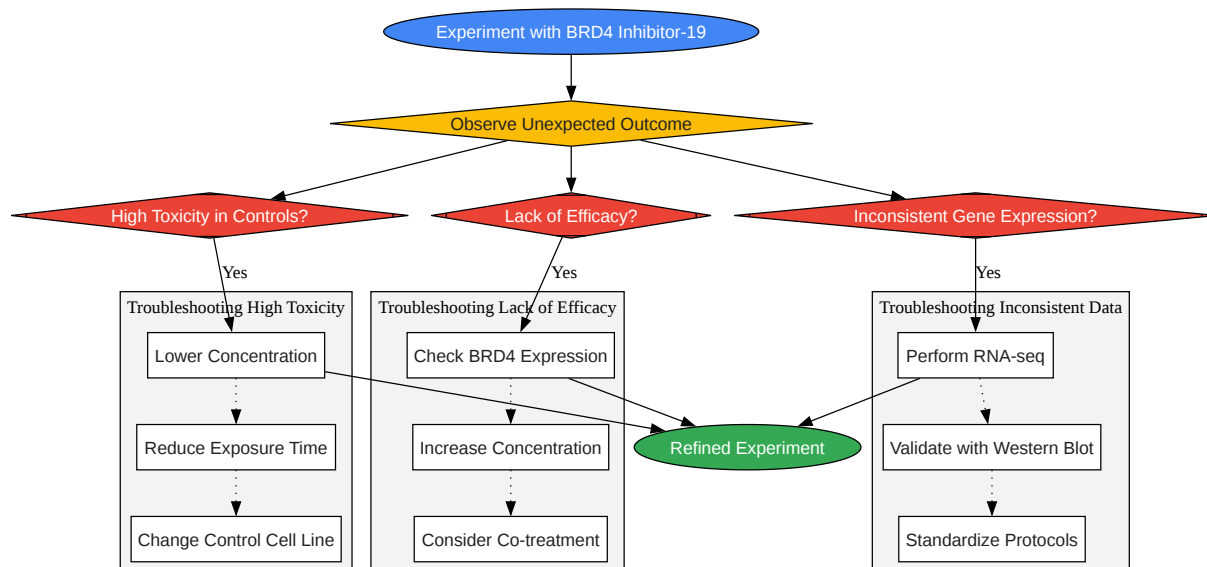 Experiment with BRD4 Inhibitor-19
Observe Unexpected Outcome
High Toxicity in Controls?
Lack of Efficacy?
Inconsistent Gene Expression?
Yes
Yes
Yes
Troubleshooting High Toxicity
Troubleshooting Lack of Efficacy
Troubleshooting Inconsistent Data
Lower Concentration
Check BRD4 Expression
Perform RNA-seq
Reduce Exposure Time
Increase Concentration
Refined Experiment
Validate with Western Blot
Change Control Cell Line
Consider Co-treatment
Standardize Protocols